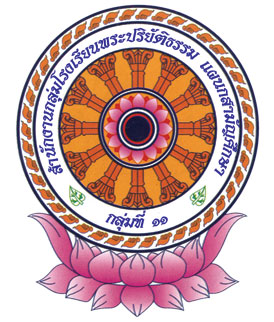 สำนักงานกลุ่มโรงเรียนพระปริยัติธรรม แผนกสามัญศึกษา
กลุ่มที่ ๑๑